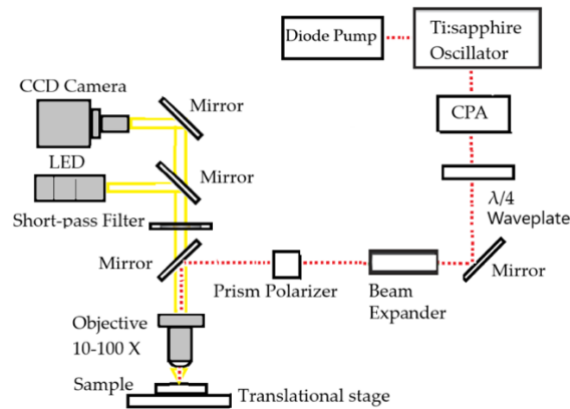 Diode Pump
Ti:sapphire
Oscillator
CCD Camera
Mirror
CPA
LED
Mirror
λ/4
Waveplate
Short-pass Filter
Mirror
Prism Polarizer
Beam
Expander
Mirror
Objective
10-100 X
Sample
Translational stage